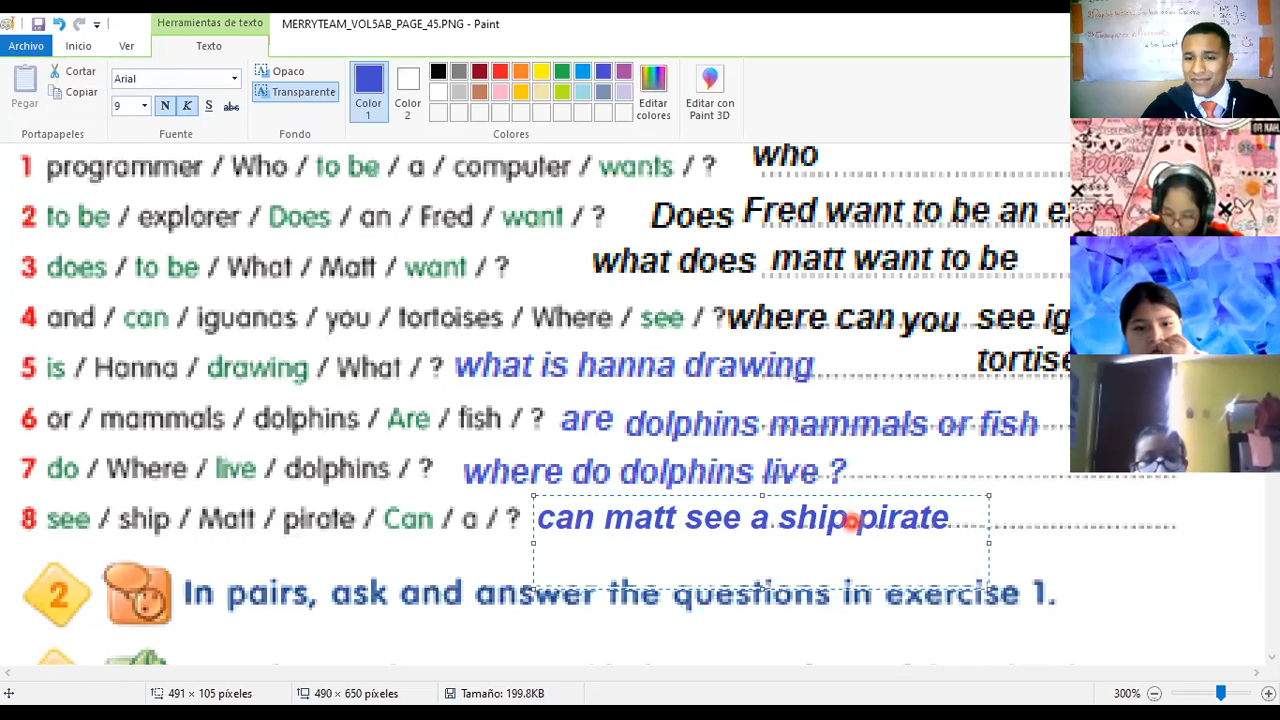 Herramientas de texto
MERRYTEAM_VOL5AB_PAGE_45.PNG - Paint
Archivo Inicio Ver Texto
Pegar Cortar Copiar
Arial
9 N K S abc
Opaco
Transparente
Color 1
Color 2
Editar colores
Editar con Paint 3D
Portapapeles Fuente Fondo Colores
1 programmer / Who / to be / a / computer / wants / ? who
2 to be / explorer / Does / an / Fred / want / ? Does Fred want to be an ex
3 does / to be / What / Matt / want / ? what does matt want to be
4 and / can / iguanas / you / tortoises / Where / see / ? where can you see ig
tortise
5 is / Hanna / drawing / What / ? what is hanna drawing
6 or / mammals / dolphins / Are / fish / ? are dolphins mammals or fish
7 do / Where / live / dolphins / ? where do dolphins live ?
8 see / ship / Matt / pirate / Can / a / ? can matt see a ship pirate
2 In pairs, ask and answer the questions in exercise 1.
491 × 105 píxeles 490 × 650 píxeles Tamaño: 199.8KB 300%
POW